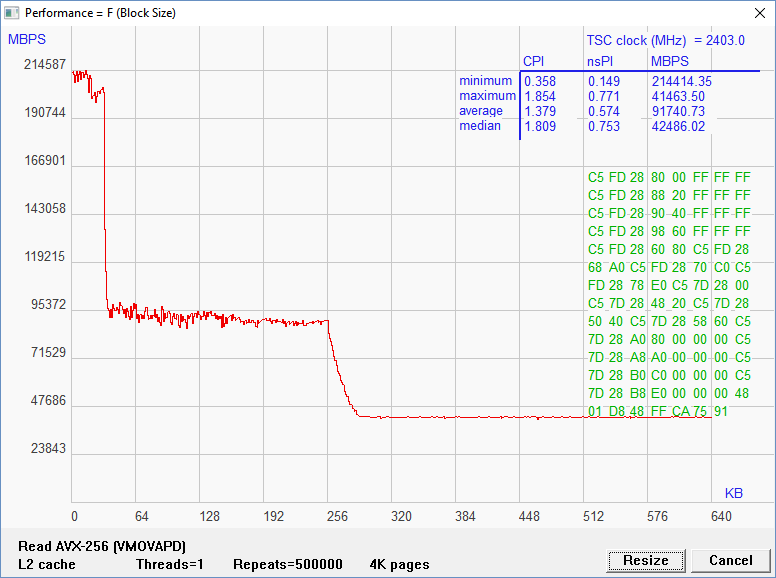 Performance = F (Block Size)
MBPS
TSC clock (MHz) = 2403.0
CPI nsPI MBPS
minimum 0.358 0.149 214414.35
maximum 1.854 0.771 41463.50
average 1.379 0.574 91740.73
median 1.809 0.753 42486.02
214587
190744
166901
143058
119215
95372
71529
47686
23843
C5 FD 28 80 00 FF FF FF
C5 FD 28 88 20 FF FF FF
C5 FD 28 90 40 FF FF FF
C5 FD 28 98 60 FF FF FF
C5 FD 28 60 80 C5 FD 28
68 A0 C5 FD 28 70 C0 C5
FD 28 78 E0 C5 7D 28 00
C5 7D 28 48 20 C5 7D 28
50 40 C5 7D 28 58 60 C5
7D 28 A0 80 00 00 00 C5
7D 28 A8 A0 00 00 00 C5
7D 28 B0 C0 00 00 00 C5
7D 28 B8 E0 00 00 00 48
01 D8 48 FF CA 75 91
KB
0 64 128 192 256 320 384 448 512 576 640
Read AVX-256 (VMOVAPD)
L2 cache Threads=1 Repeats=500000 4K pages
Resize Cancel